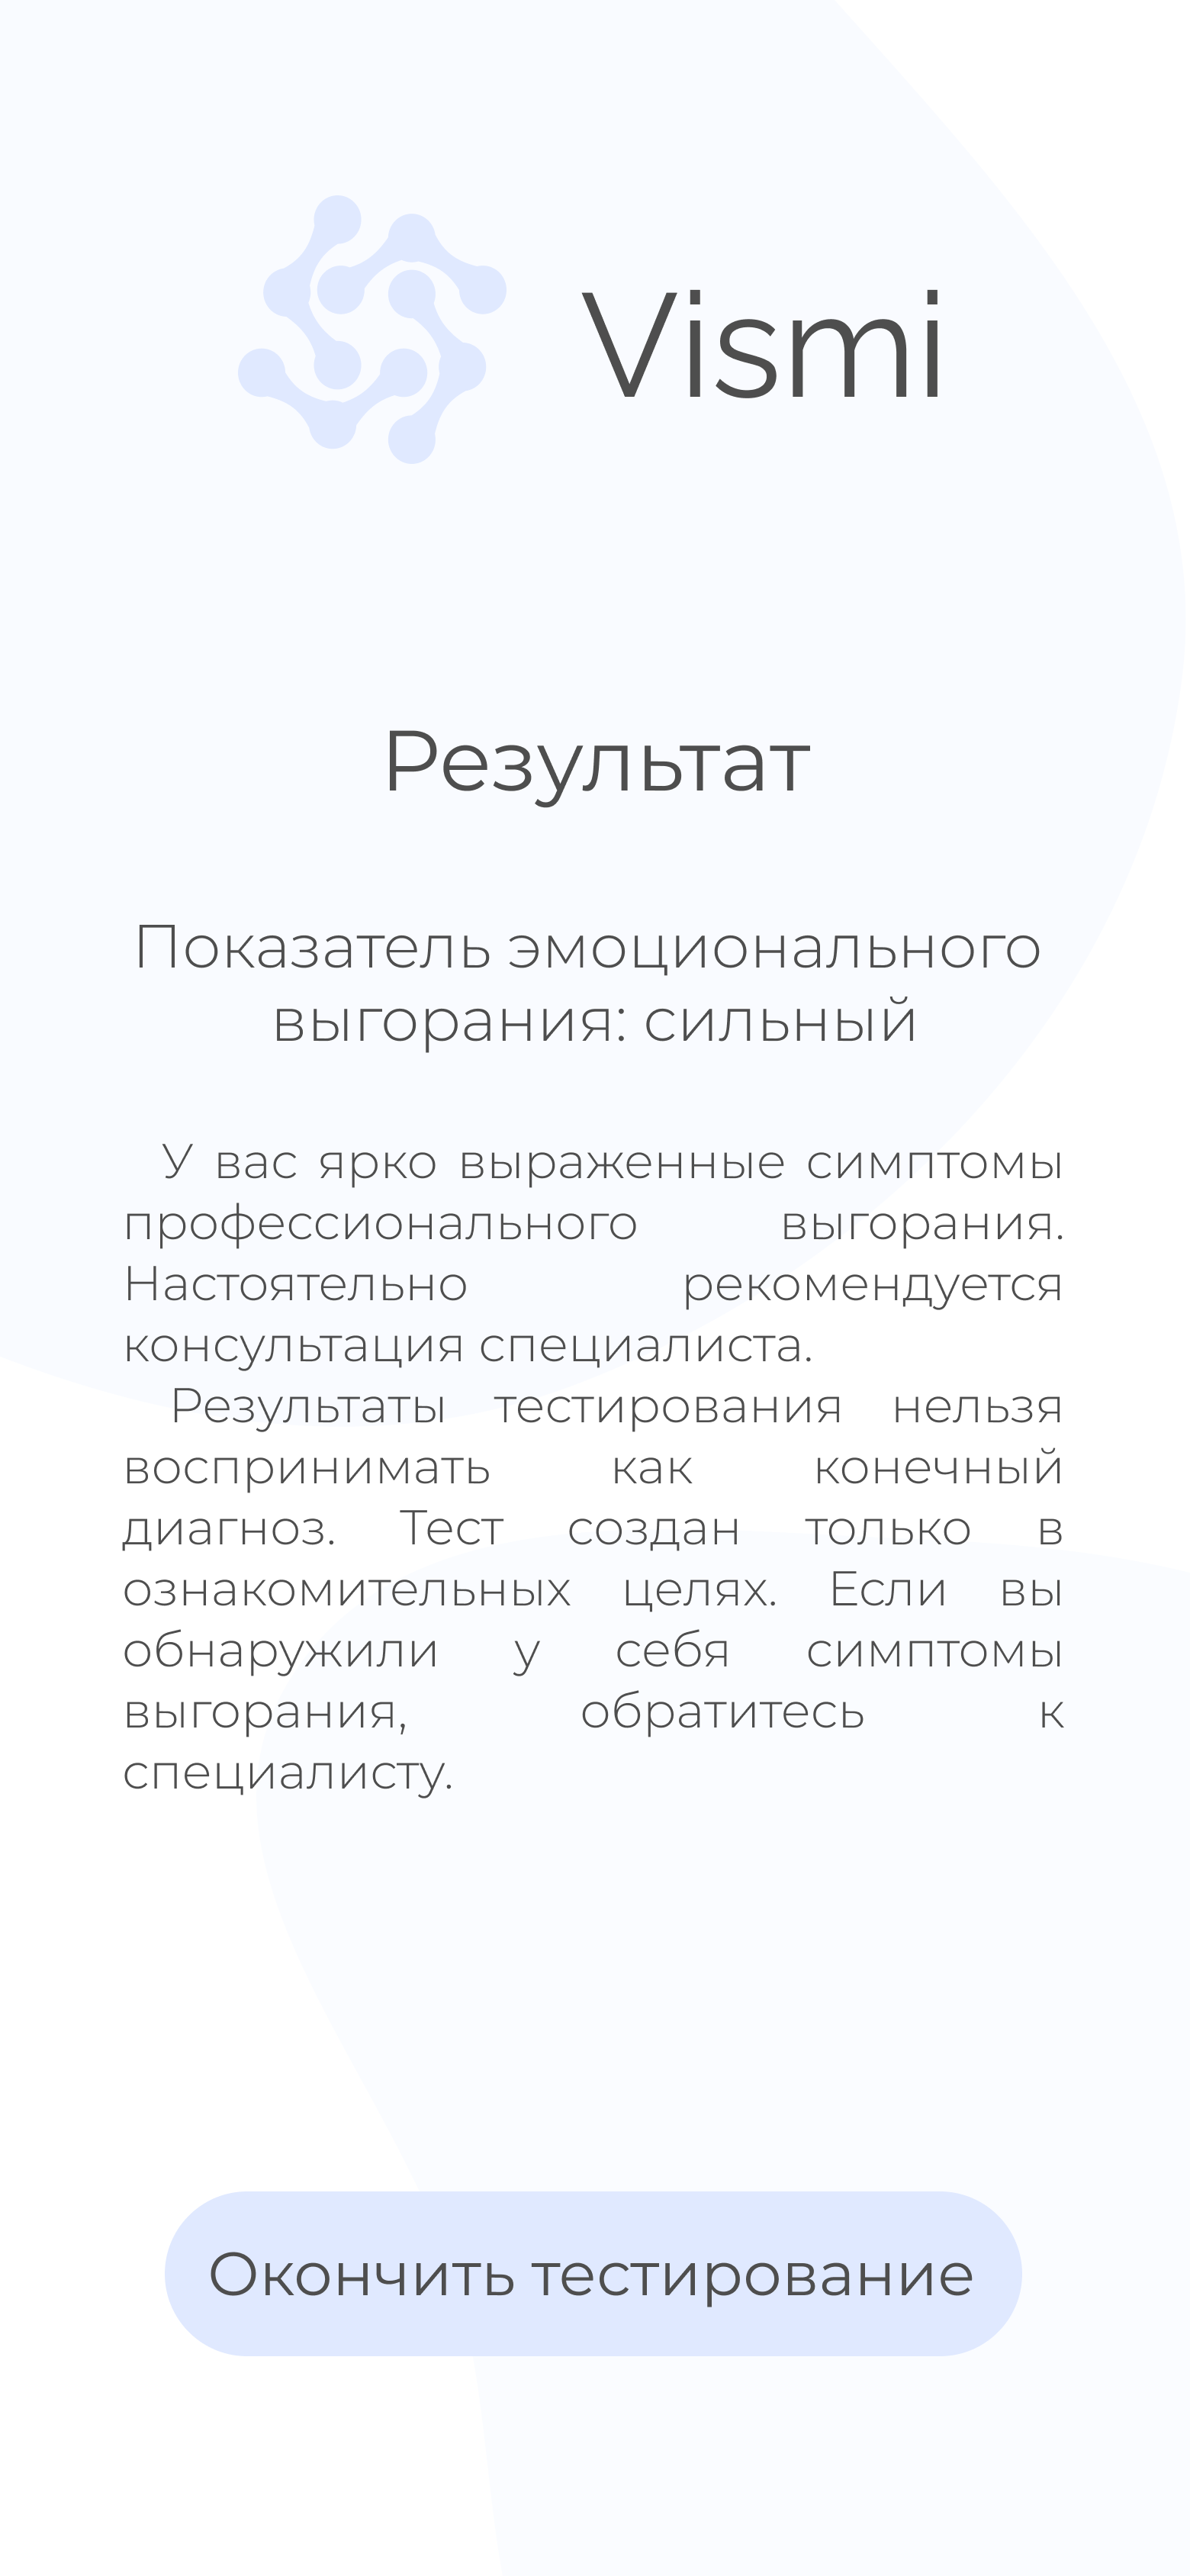 Vismi
Результат
Показатель эмоционального
выгорания: сильный
У вас ярко выраженные симптомы
профессионального выгорания.
Настоятельно рекомендуется
консультация специалиста.
Результаты тестирования нельзя
воспринимать как конечный
диагноз. Тест создан только в
ознакомительных целях. Если вы
обнаружили у себя симптомы
выгорания, обратитесь к
специалисту.
Окончить тестирование